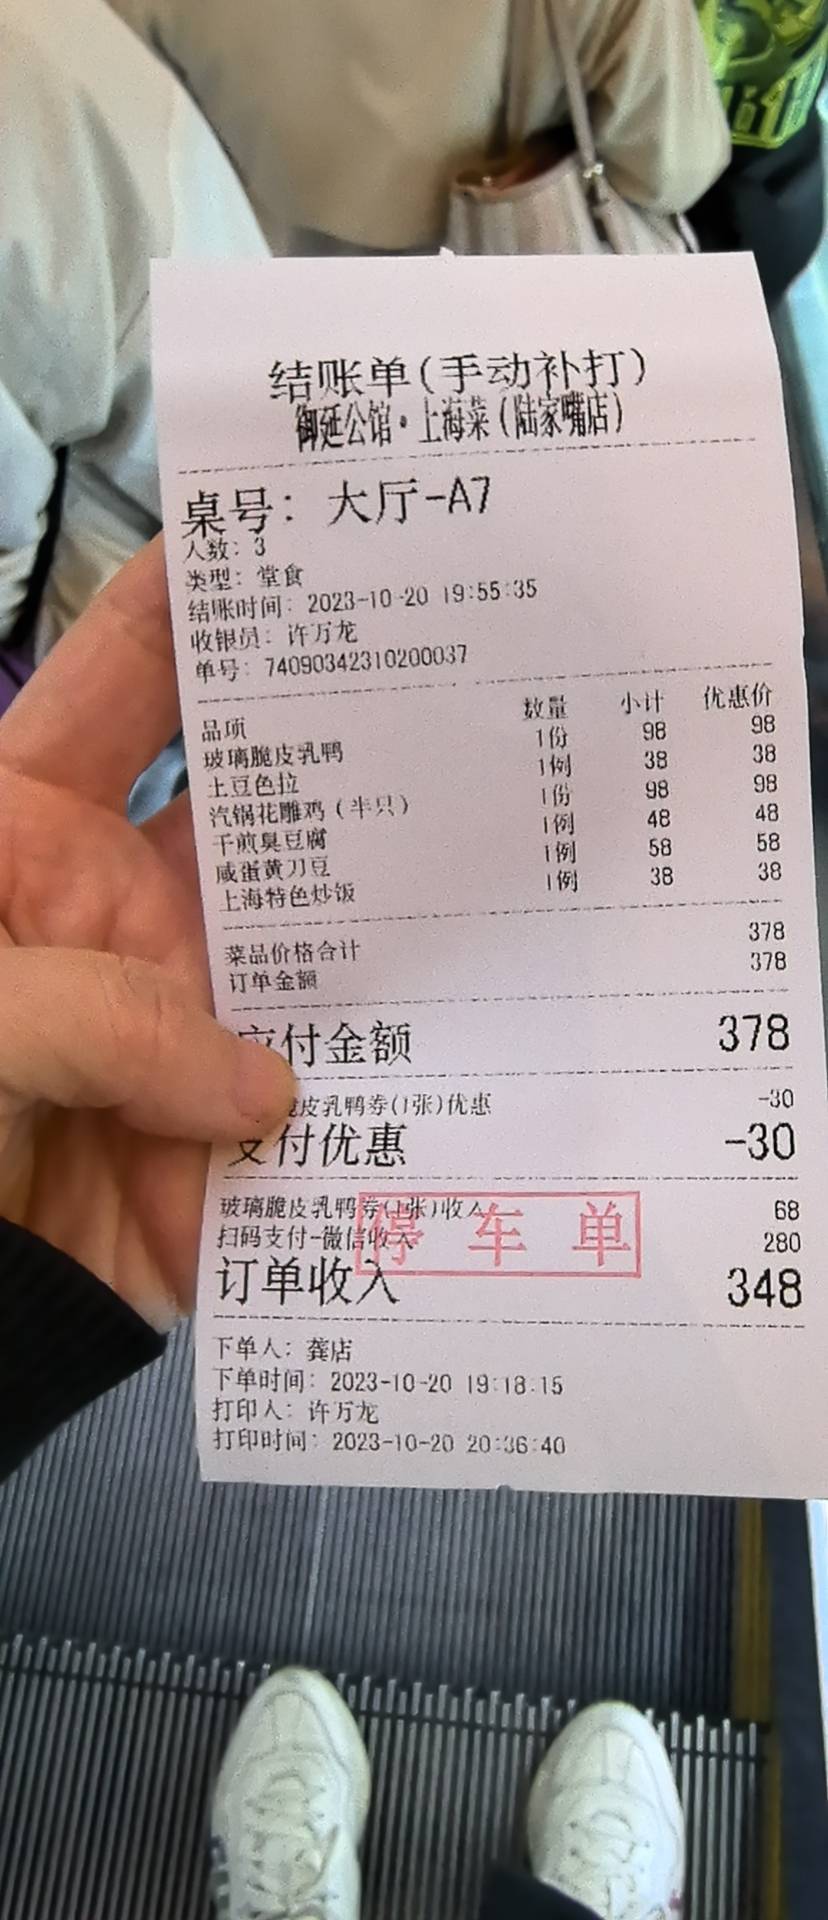 结账单(手动补打)
御延公馆·上海菜(陆家嘴店)
桌号: 大厅-A7
人数: 3
类型: 堂食
结账时间: 2023-10-20 19:55:35
收银员: 许万龙
单号: 74090342310200037
品项 数量 小计 优惠价
玻璃脆皮乳鸭 1份 98 98
土豆色拉 1例 38 38
汽锅花雕鸡(半只) 1份 98 98
干煎臭豆腐 1例 48 48
咸蛋黄刀豆 1例 58 58
上海特色炒饭 1例 38 38
菜品价格合计 378
订单金额 378
应付金额 378
脆皮乳鸭券(1张)优惠 -30
支付优惠 -30
玻璃脆皮乳鸭券(1张)收入 68
扫码支付-微信收入 280
停车单
订单收入 348
下单人: 龚店
下单时间: 2023-10-20 19:18:15
打印人: 许万龙
打印时间: 2023-10-20 20:36:40